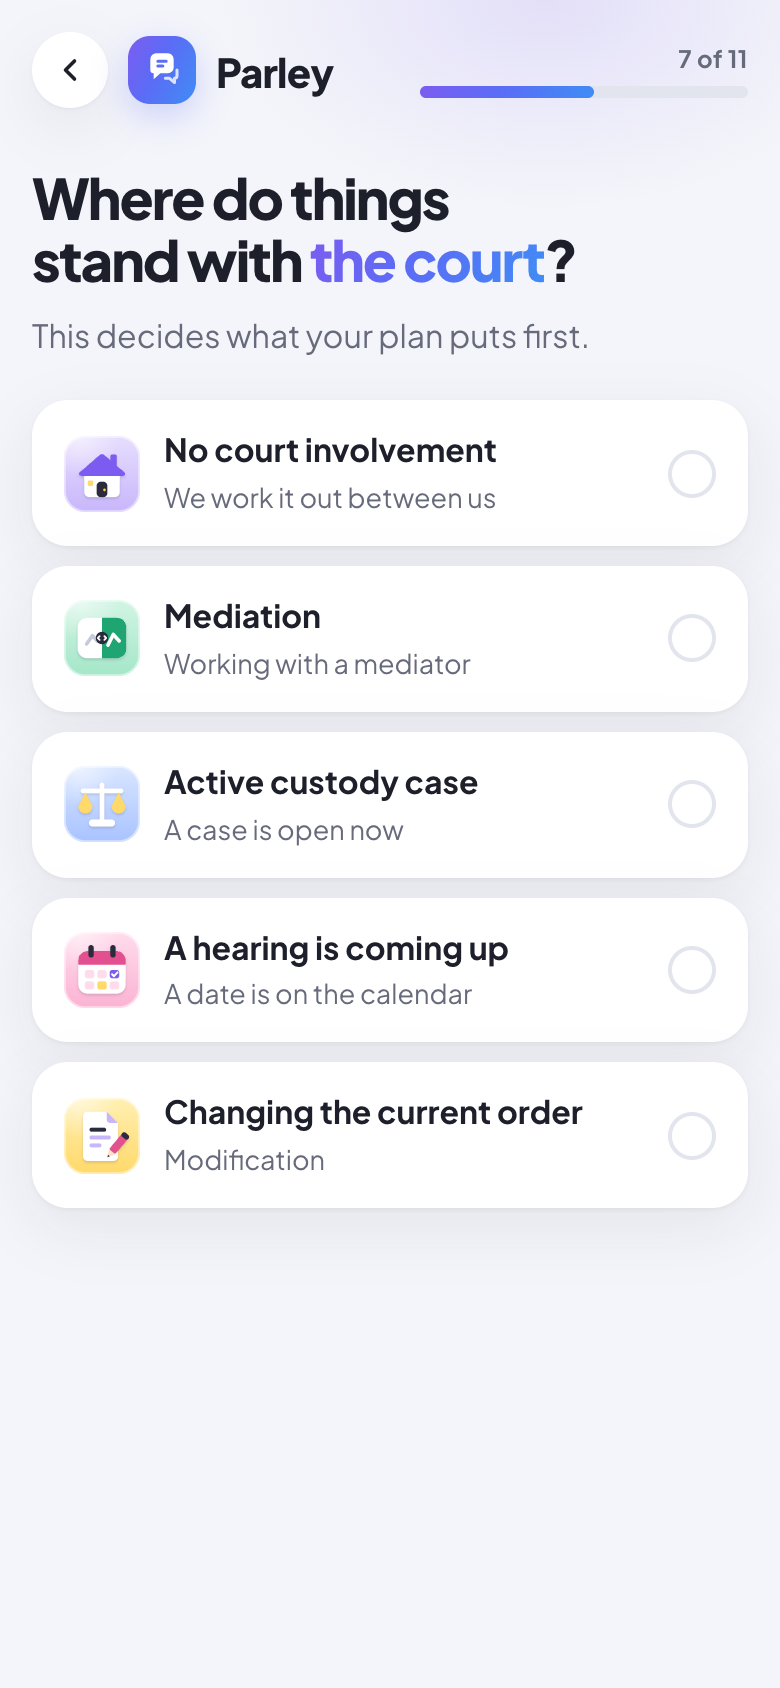 Parley
7 of 11
Where do things
stand with the court?
This decides what your plan puts first.
No court involvement
We work it out between us
Mediation
Working with a mediator
Active custody case
A case is open now
A hearing is coming up
A date is on the calendar
Changing the current order
Modification